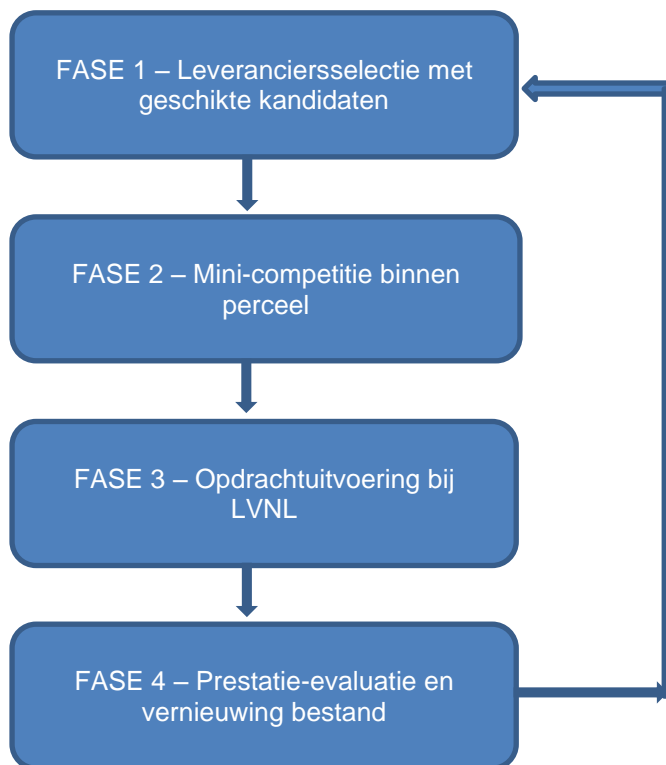 FASE 1 – Leveranciersselectie met
geschikte kandidaten
FASE 2 – Mini-competitie binnen
perceel
FASE 3 – Opdrachtuitvoering bij
LVNL
FASE 4 – Prestatie-evaluatie en
vernieuwing bestand